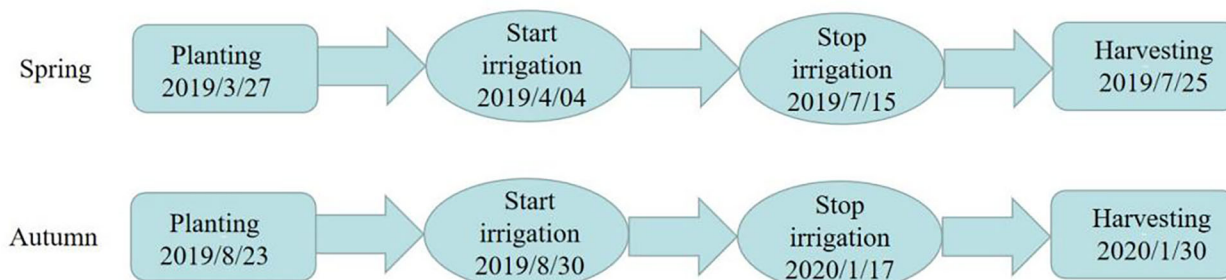 Spring
Planting
2019/3/27
Start
irrigation
2019/4/04
Stop
irrigation
2019/7/15
Harvesting
2019/7/25
Autumn
Planting
2019/8/23
Start
irrigation
2019/8/30
Stop
irrigation
2020/1/17
Harvesting
2020/1/30